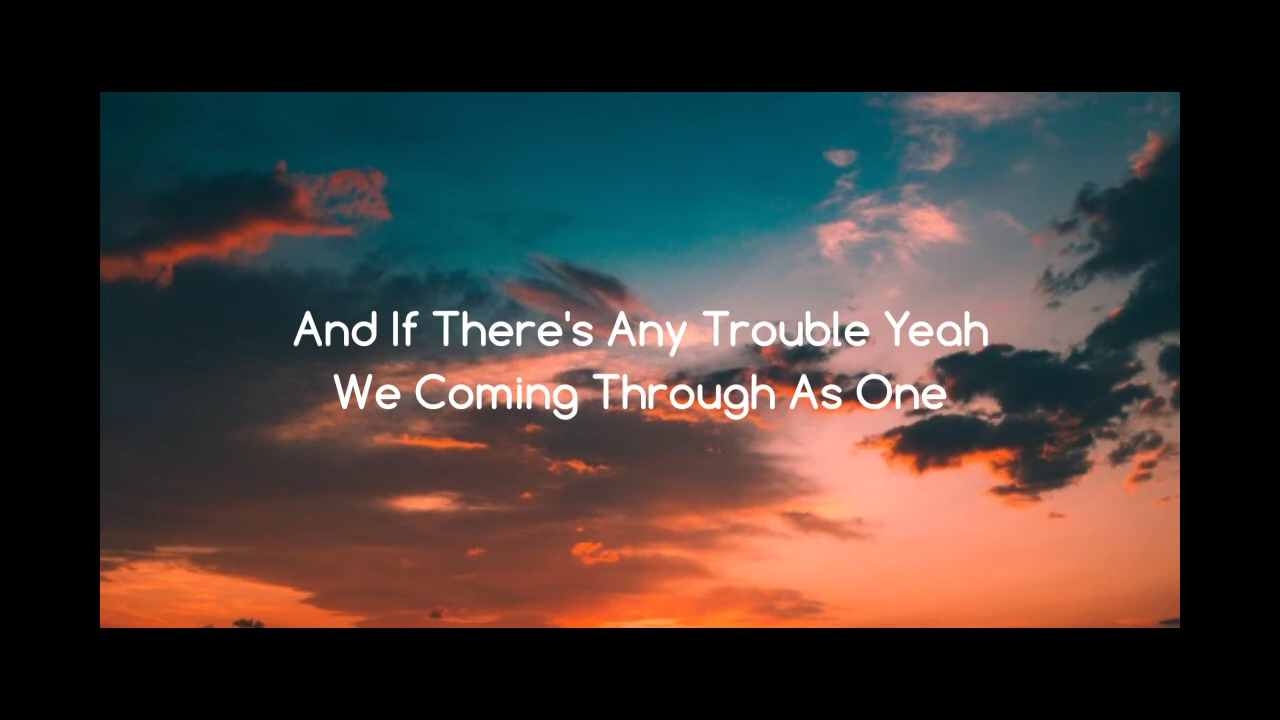 And If There's Any Trouble Yeah
We Coming Through As One